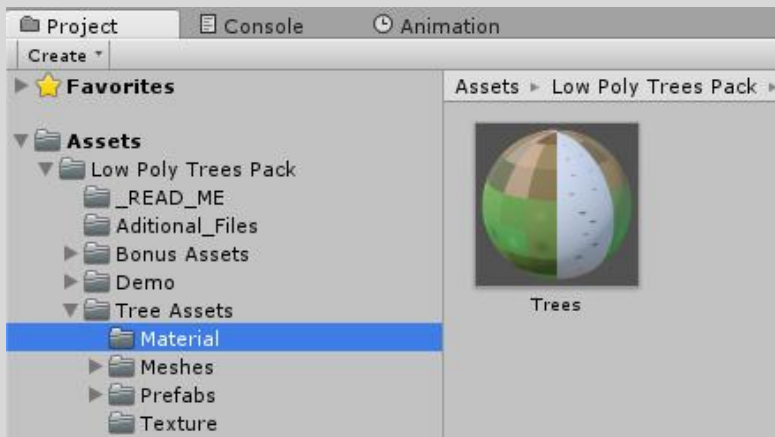 Project
Console
Animation
Create
Favorites
Assets ▸ Low Poly Trees Pack ▸
Assets
Low Poly Trees Pack
_READ_ME
Aditional_Files
Bonus Assets
Demo
Tree Assets
Material
Meshes
Prefabs
Texture
Trees